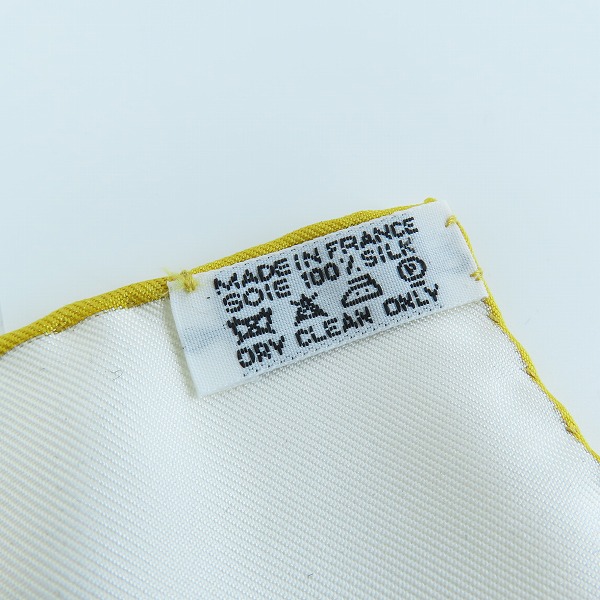 MADE IN FRANCE
SOIE 100% SILK
P
DRY CLEAN ONLY